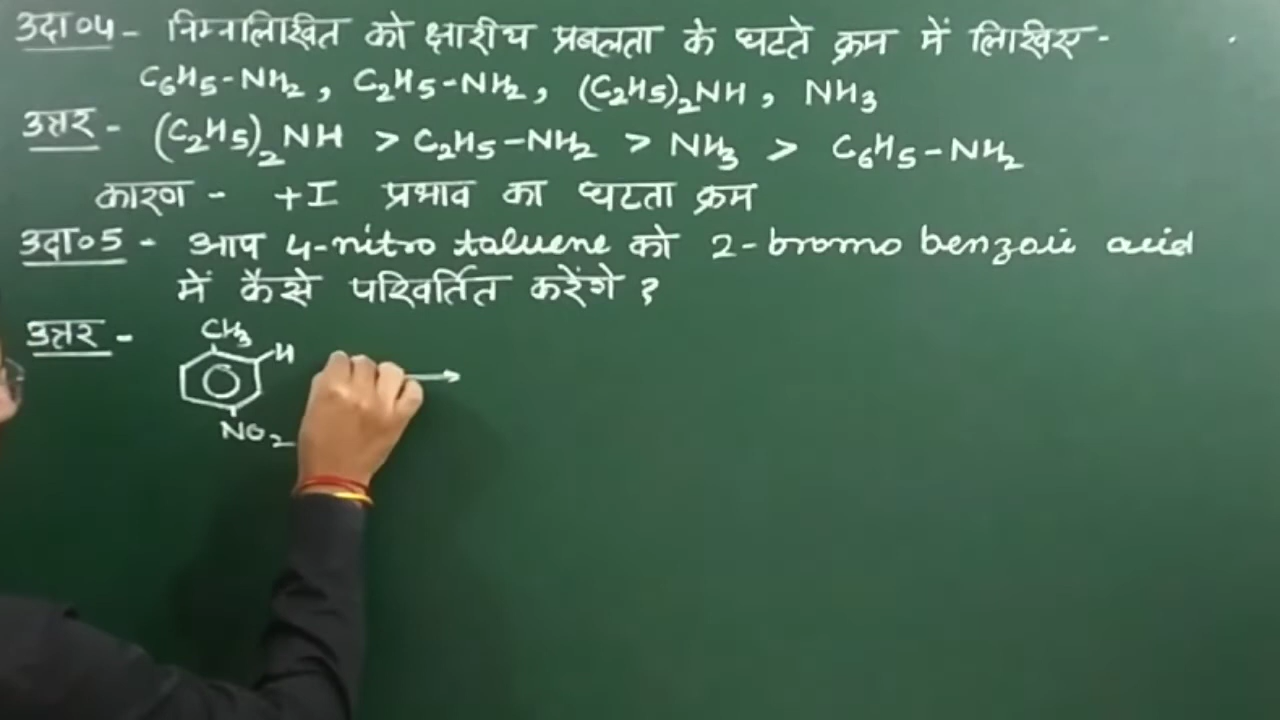 उदा०4 - निम्नलिखित को क्षारीय प्रबलता के घटते क्रम में लिखिए -
C6H5-NH2, C2H5-NH2, (C2H5)2NH, NH3
उत्तर - (C2H5)2NH > C2H5-NH2 > NH3 > C6H5-NH2
कारण - +I प्रभाव का घटता क्रम
उदा०5 - आप 4-nitro toluene को 2-bromo benzoic acid
में कैसे परिवर्तित करेंगे ?
उत्तर -
CH3
H
NO2